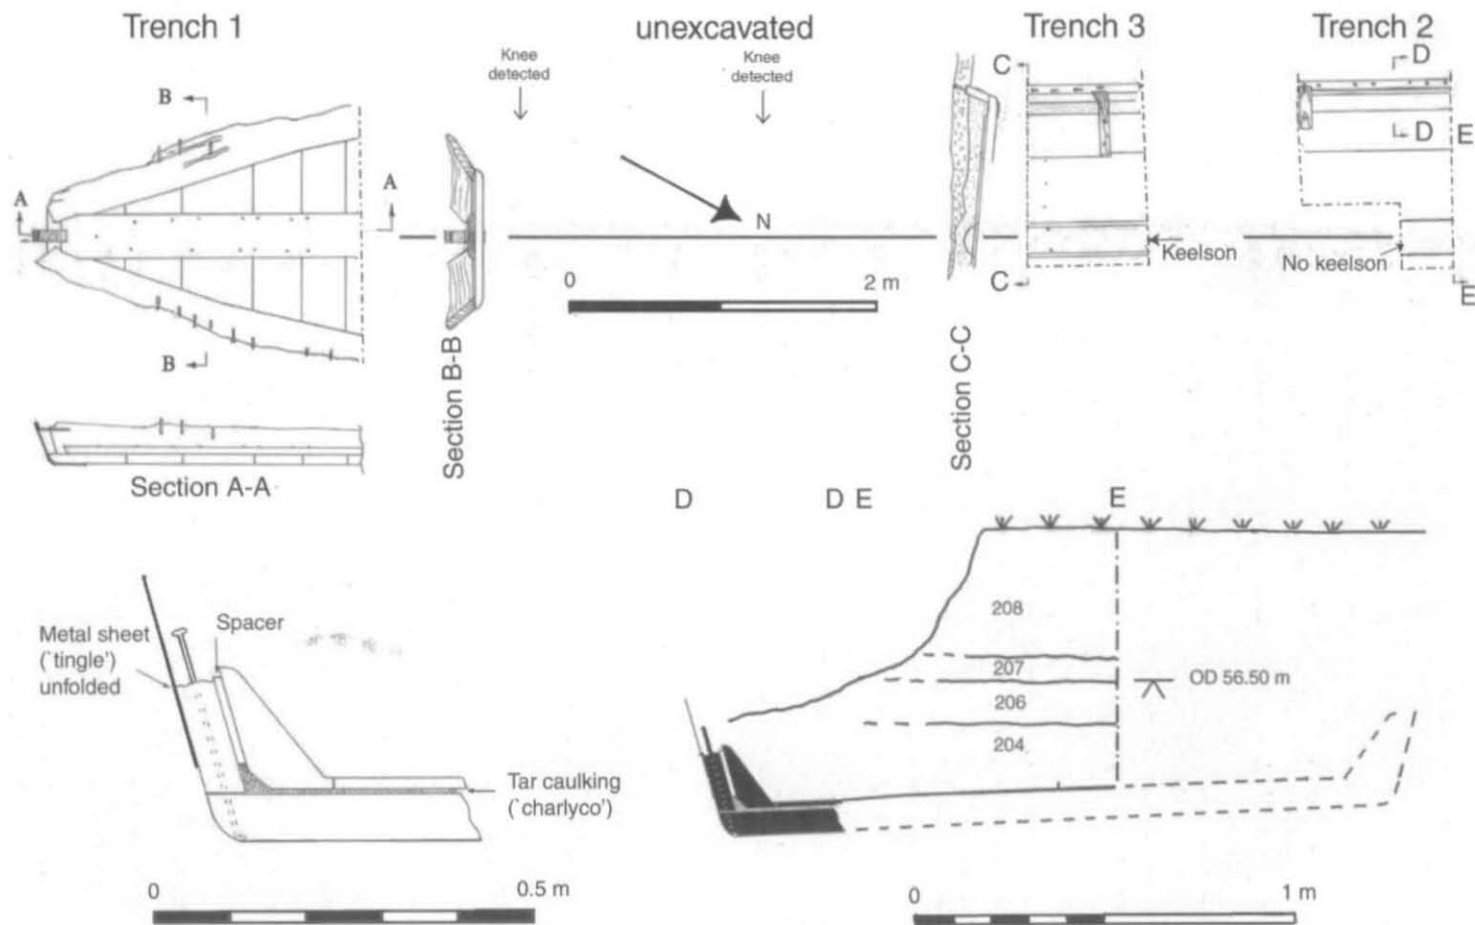 Trench 1
unexcavated
Trench 3
Trench 2
Knee
detected
Knee
detected
B
C
D
D
E
A
A
N
Keelson
No keelson
0
2 m
C
E
B
Section B-B
Section C-C
Section A-A
D
D E
E
208
Metal sheet
(`tingle')
unfolded
Spacer
207
OD 56.50 m
206
204
Tar caulking
(`charlyco')
0
0.5 m
0
1 m